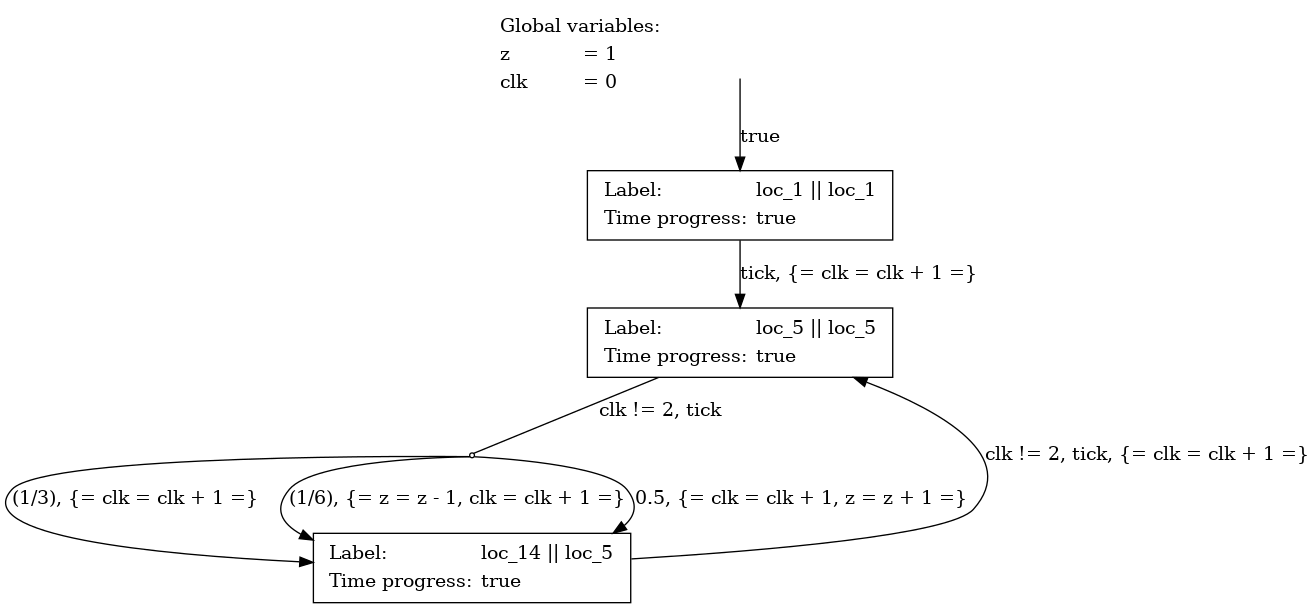 Global variables:
z = 1
clk = 0
true
Label: loc_1 || loc_1
Time progress: true
tick, {= clk = clk + 1 =}
Label: loc_5 || loc_5
Time progress: true
clk != 2, tick
clk != 2, tick, {= clk = clk + 1 =}
(1/3), {= clk = clk + 1 =}
(1/6), {= z = z - 1, clk = clk + 1 =}
0.5, {= clk = clk + 1, z = z + 1 =}
Label: loc_14 || loc_5
Time progress: true